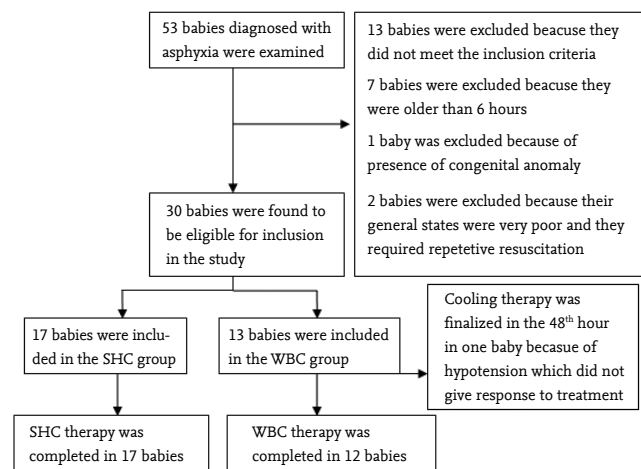 53 babies diagnosed with
asphyxia were examined
13 babies were excluded beacuse they
did not meet the inclusion criteria
7 babies were excluded beacuse they
were older than 6 hours
1 baby was excluded because of
presence of congenital anomaly
2 babies were excluded because their
general states were very poor and they
required repetetive resuscitation
30 babies were found to
be eligible for inclusion
in the study
17 babies were inclu-
ded in the SHC group
13 babies were included
in the WBC group
Cooling therapy was
finalized in the 48th hour
in one baby becasue of
hypotension which did not
give response to treatment
SHC therapy was
completed in 17 babies
WBC therapy was
completed in 12 babies